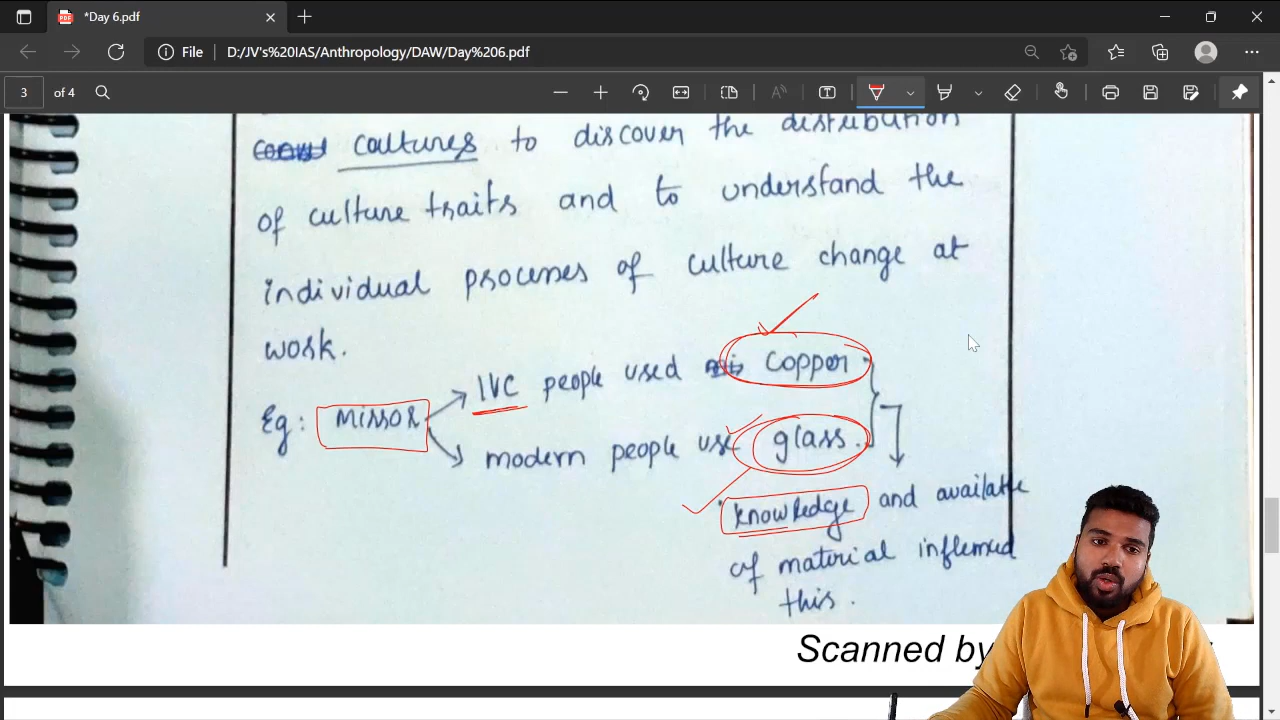 *Day 6.pdf
File
D:/JV's%20IAS/Anthropology/DAW/Day%206.pdf
3 of 4
cultures to discover the distribution
of culture traits and to understand the
individual processes of culture change at
work.
Eg: mirror IVC people used copper
modern people use glass.
knowledge and available
of material influenced
this.
Scanned by